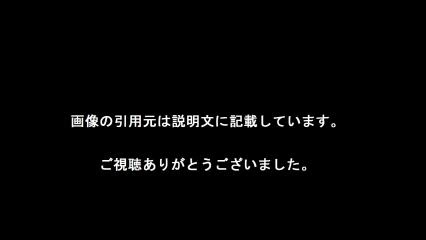 画像の引用元は説明文に記載しています。
ご視聴ありがとうございました。